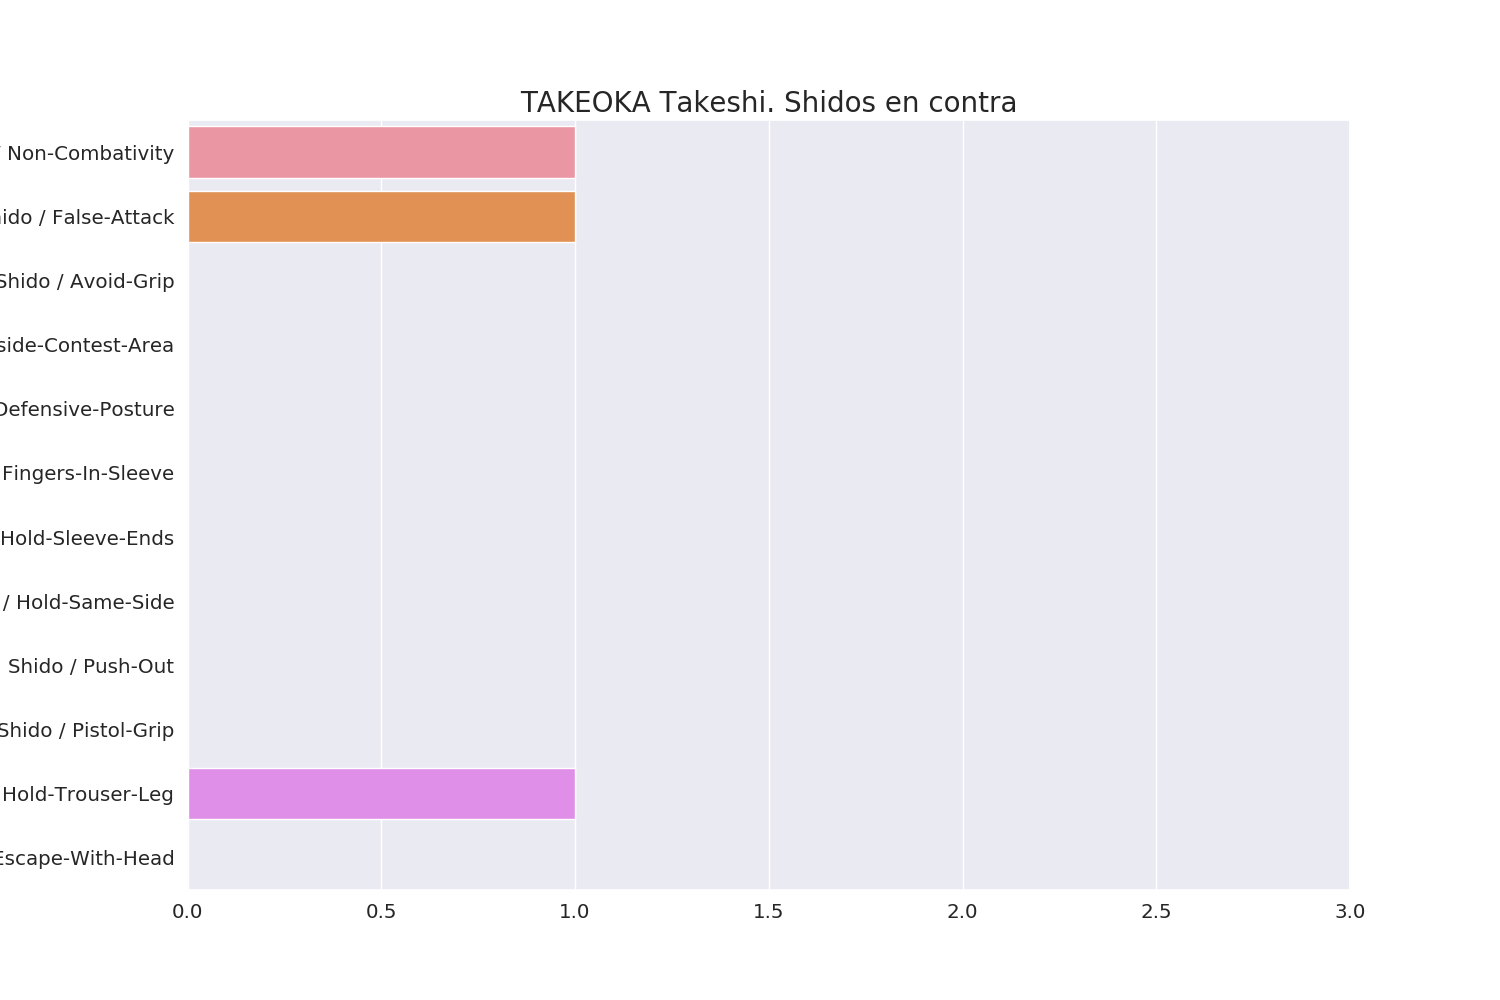 TAKEOKA Takeshi. Shidos en contra
/ Non-Combativity
ido / False-Attack
Shido / Avoid-Grip
side-Contest-Area
Defensive-Posture
Fingers-In-Sleeve
Hold-Sleeve-Ends
/ Hold-Same-Side
Shido / Push-Out
Shido / Pistol-Grip
Hold-Trouser-Leg
Escape-With-Head
0.0 0.5 1.0 1.5 2.0 2.5 3.0